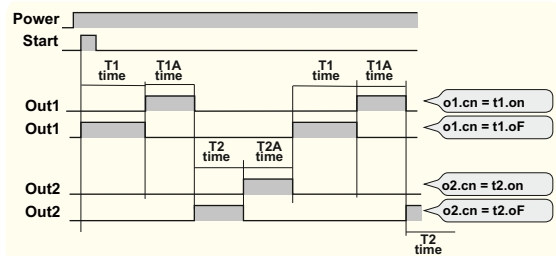 Power
Start
T1 T1A T1 T1A
time time time time
Out1 o1.cn = t1.on
Out1 o1.cn = t1.oF
T2 T2A
time time
Out2 o2.cn = t2.on
Out2 o2.cn = t2.oF
T2
time